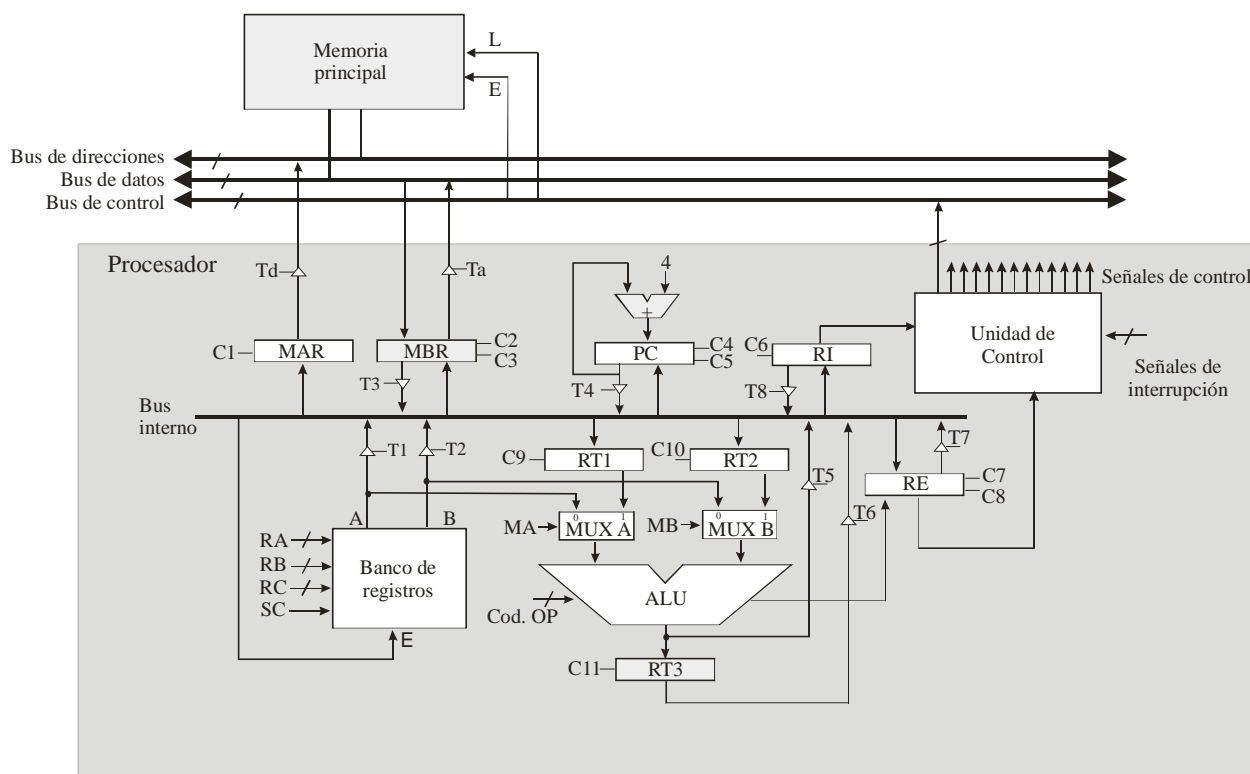 Memoria
principal
L
E
Bus de direcciones
Bus de datos
Bus de control
Procesador
Td
Ta
4
+
Señales de control
Unidad de
Control
Señales de
interrupción
C1
MAR
MBR
C2
C3
PC
C4
C5
C6
RI
T3
T4
T8
Bus
interno
T1
T2
C9
RT1
C10
RT2
T5
T6
T7
RE
C7
C8
A
B
MA
0
1
MUX A
MB
0
1
MUX B
RA
RB
RC
SC
Banco de
registros
E
Cod. OP
ALU
C11
RT3